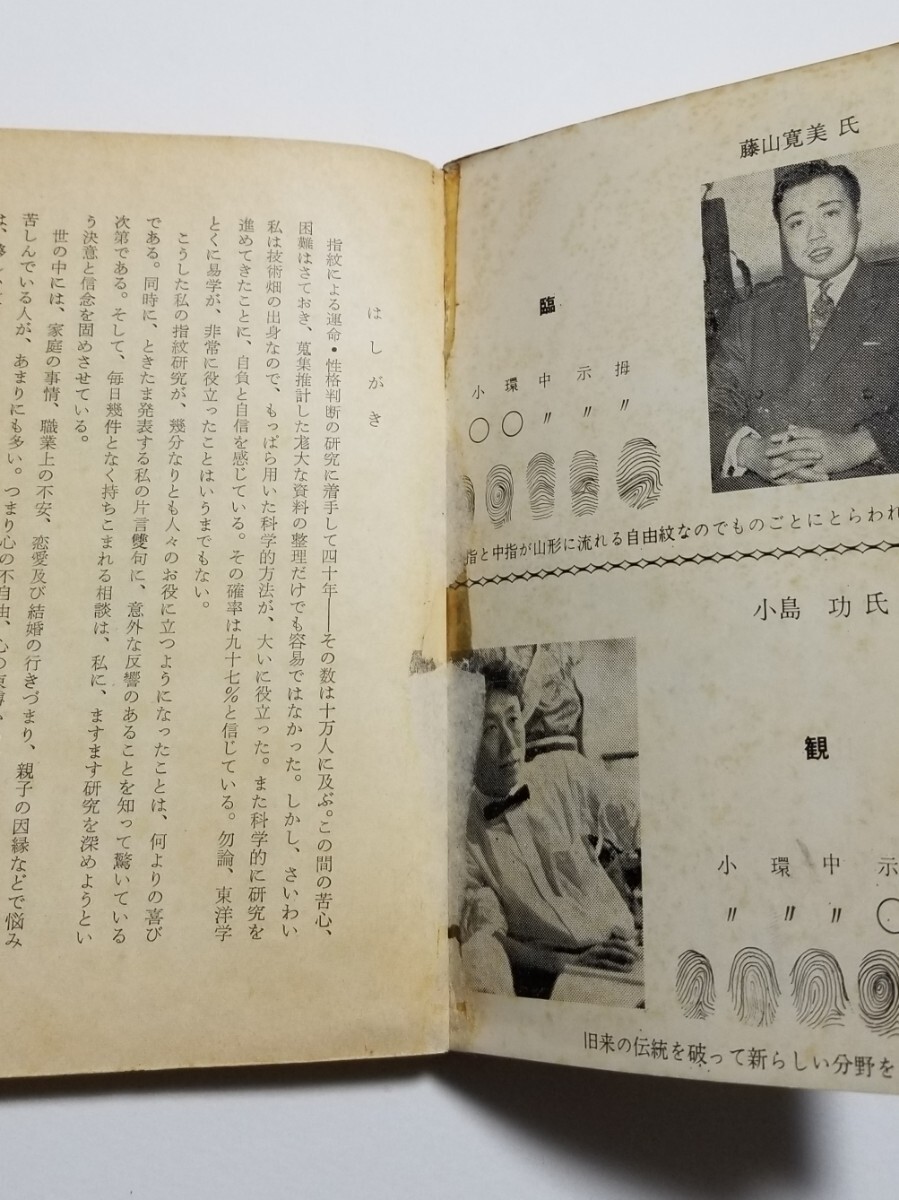 藤山寛美 氏
臨
小 環 中 示 拇
○ ○ 〃 〃 〃
指と中指が山形に流れる自由紋なのでものごとにとらわれ
小島 功 氏
観
小 環 中 示
〃 〃 〃 ○
旧来の伝統を破って新らしい分野を
はしがき
指紋による運命・性格判断の研究に着手して四十年――その数は十万人に及ぶ。この間の苦心、
困難はさておき、蒐集推計した尨大な資料の整理だけでも容易ではなかった。しかし、さいわい
私は技術畑の出身なので、もっぱら用いた科学的方法が、大いに役立った。また科学的に研究を
進めてきたことに、自負と自信を感じている。その確率は九十七%と信じている。勿論、東洋学
とくに易学が、非常に役立ったことはいうまでもない。
こうした私の指紋研究が、幾分なりとも人々のお役に立つようになったことは、何よりの喜び
である。同時に、ときたま発表する私の片言雙句に、意外な反響のあることを知って驚いている
次第である。そして、毎日幾件となく持ちこまれる相談は、私に、ますます研究を深めようとい
う決意と信念を固めさせている。
世の中には、家庭の事情、職業上の不安、恋愛及び結婚の行きづまり、親子の因縁などで悩み
苦しんでいる人が、あまりにも多い。つまり心の不自由、心の